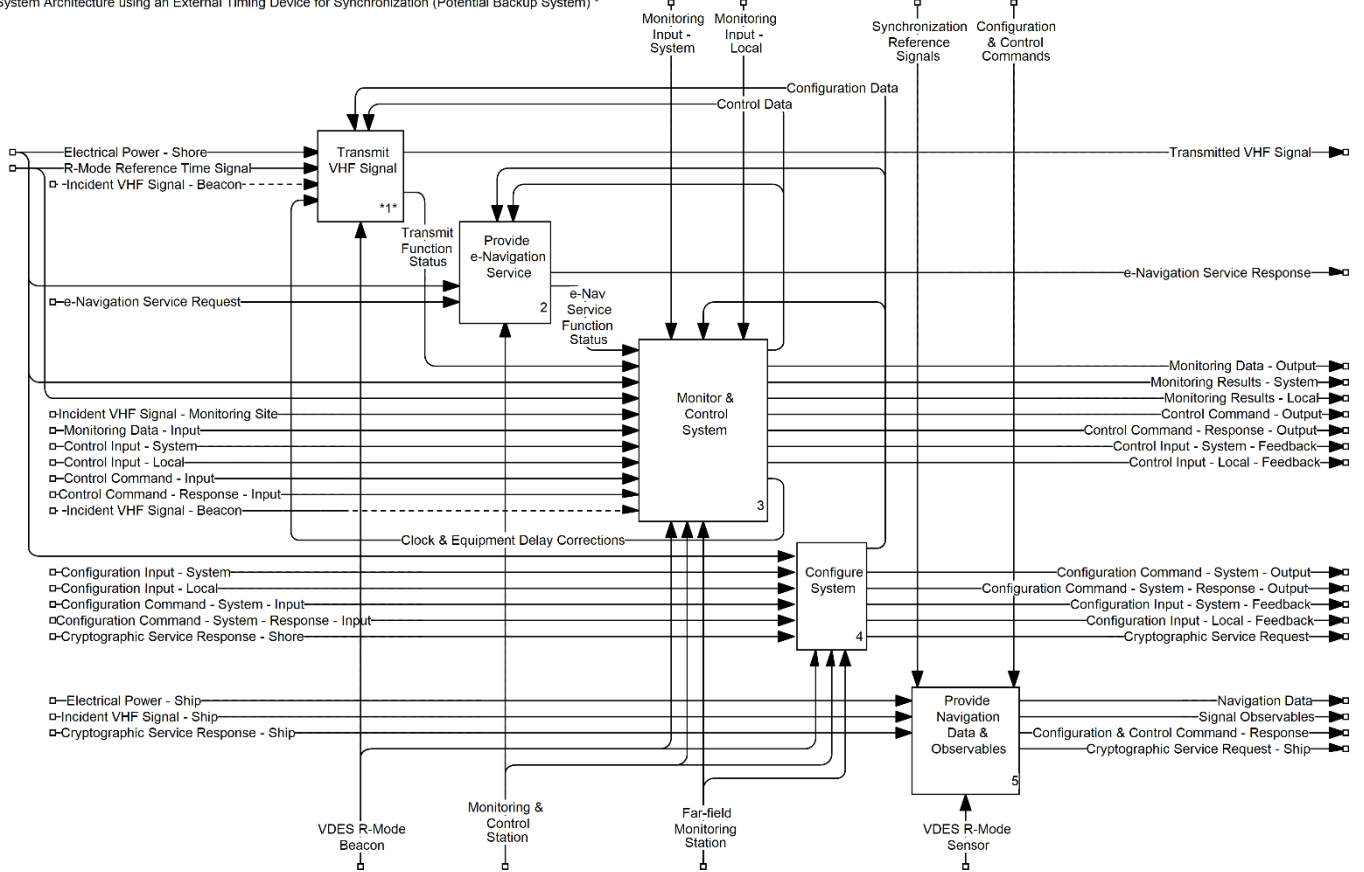 System Architecture using an External Timing Device for Synchronization (Potential Backup System) *
Monitoring
Input -
System
Monitoring
Input -
Local
Synchronization
Reference
Signals
Configuration
& Control
Commands
Configuration Data
Control Data
Electrical Power - Shore
R-Mode Reference Time Signal
Incident VHF Signal - Beacon
Transmit
VHF Signal
*1*
Transmitted VHF Signal
Transmit
Function
Status
Provide
e-Navigation
Service
2
e-Navigation Service Request
e-Navigation Service Response
e-Nav
Service
Function
Status
Monitor &
Control
System
3
Incident VHF Signal - Monitoring Site
Monitoring Data - Input
Control Input - System
Control Input - Local
Control Command - Input
Control Command - Response - Input
Incident VHF Signal - Beacon
Monitoring Data - Output
Monitoring Results - System
Monitoring Results - Local
Control Command - Output
Control Command - Response - Output
Control Input - System - Feedback
Control Input - Local - Feedback
Clock & Equipment Delay Corrections
Configuration Input - System
Configuration Input - Local
Configuration Command - System - Input
Configuration Command - System - Response - Input
Cryptographic Service Response - Shore
Configure
System
4
Configuration Command - System - Output
Configuration Command - System - Response - Output
Configuration Input - System - Feedback
Configuration Input - Local - Feedback
Cryptographic Service Request
Electrical Power - Ship
Incident VHF Signal - Ship
Cryptographic Service Response - Ship
Provide
Navigation
Data &
Observables
5
Navigation Data
Signal Observables
Configuration & Control Command - Response
Cryptographic Service Request - Ship
VDES R-Mode
Beacon
Monitoring &
Control
Station
Far-field
Monitoring
Station
VDES R-Mode
Sensor